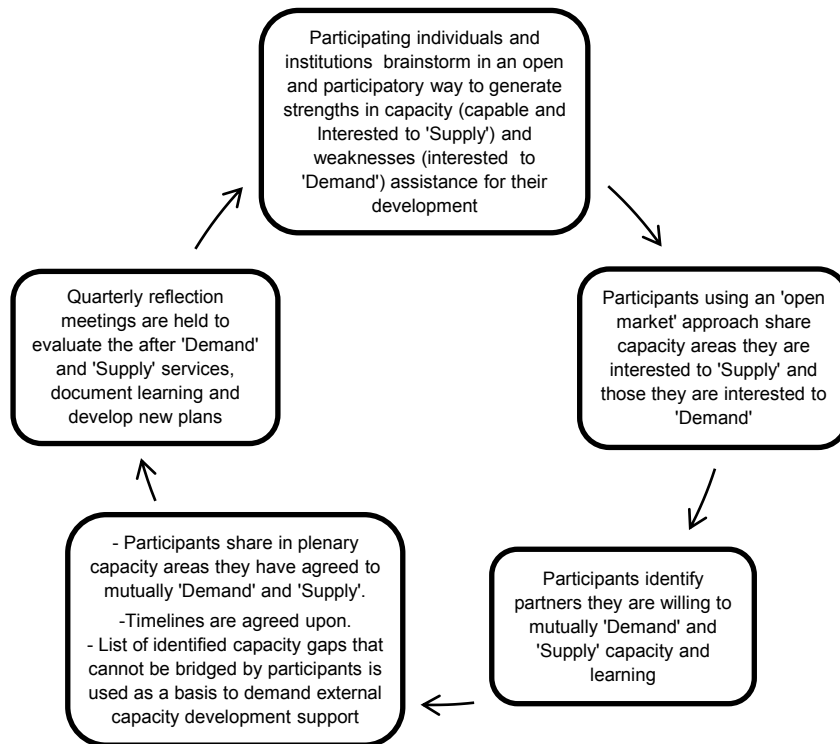 Participating individuals and
institutions brainstorm in an open
and participatory way to generate
strengths in capacity (capable and
Interested to 'Supply') and
weaknesses (interested to
'Demand') assistance for their
development
Participants using an 'open
market' approach share
capacity areas they are
interested to 'Supply' and
those they are interested to
'Demand'
Participants identify
partners they are willing to
mutually 'Demand' and
'Supply' capacity and
learning
- Participants share in plenary
capacity areas they have agreed to
mutually 'Demand' and 'Supply'.
-Timelines are agreed upon.
- List of identified capacity gaps that
cannot be bridged by participants is
used as a basis to demand external
capacity development support
Quarterly reflection
meetings are held to
evaluate the after 'Demand'
and 'Supply' services,
document learning and
develop new plans